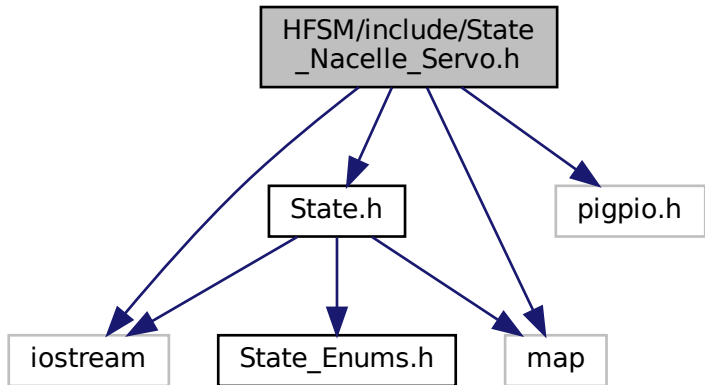 HFSM/include/State
_Nacelle_Servo.h
State.h
pigpio.h
iostream
State_Enums.h
map